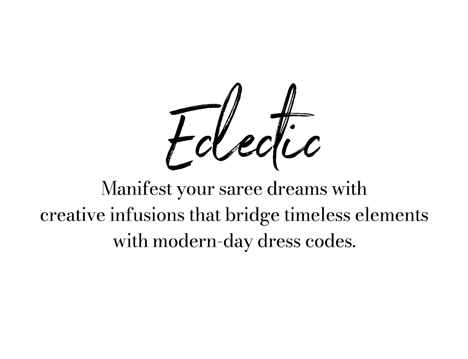 Eclectic
Manifest your saree dreams with
creative infusions that bridge timeless elements
with modern-day dress codes.